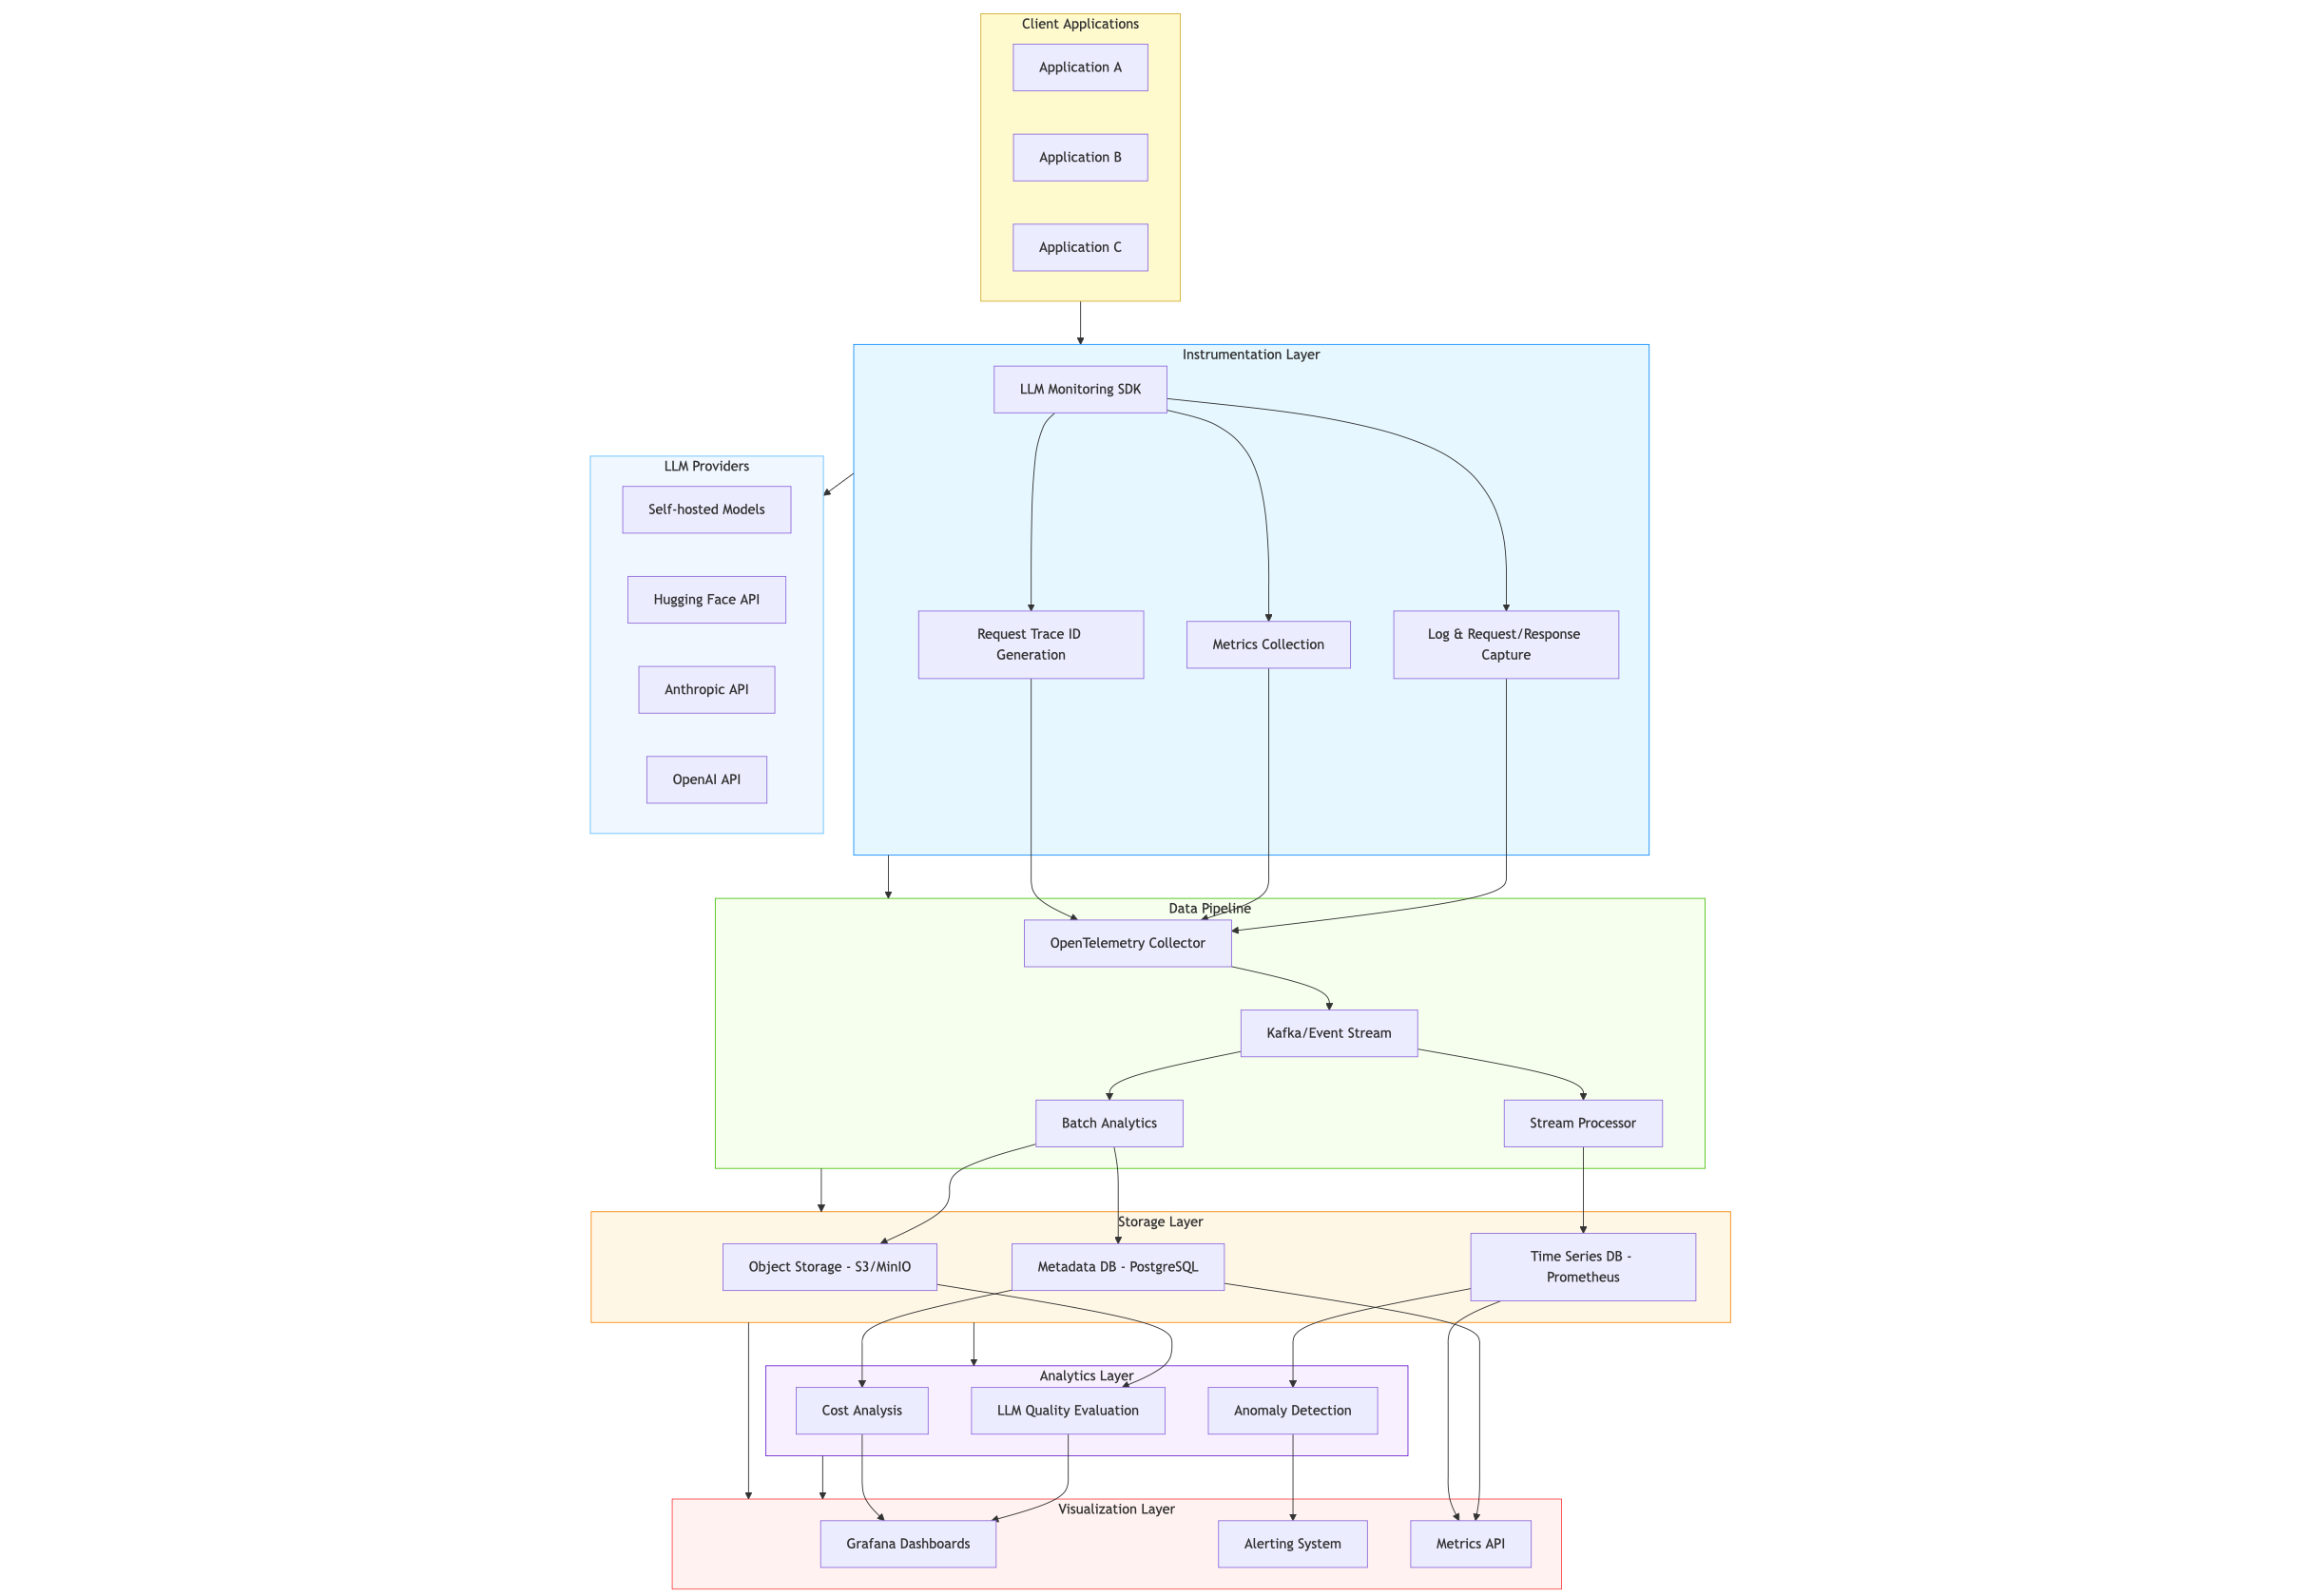 Client Applications
Application A
Application B
Application C
Instrumentation Layer
LLM Monitoring SDK
LLM Providers
Self-hosted Models
Hugging Face API
Anthropic API
OpenAI API
Request Trace ID
Generation
Metrics Collection
Log & Request/Response
Capture
Data Pipeline
OpenTelemetry Collector
Kafka/Event Stream
Batch Analytics
Stream Processor
Storage Layer
Object Storage - S3/MinIO
Metadata DB - PostgreSQL
Time Series DB -
Prometheus
Analytics Layer
Cost Analysis
LLM Quality Evaluation
Anomaly Detection
Visualization Layer
Grafana Dashboards
Alerting System
Metrics API